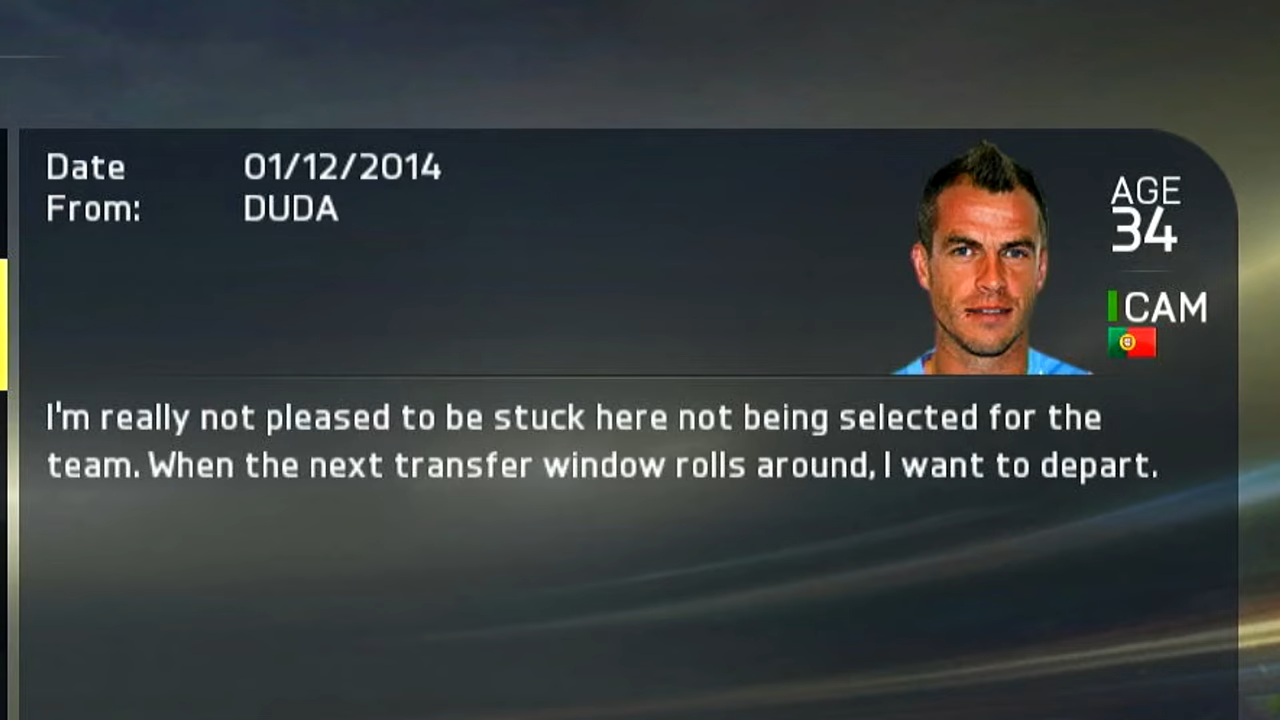 Date 01/12/2014
From: DUDA
AGE
34
CAM
I'm really not pleased to be stuck here not being selected for the
team. When the next transfer window rolls around, I want to depart.